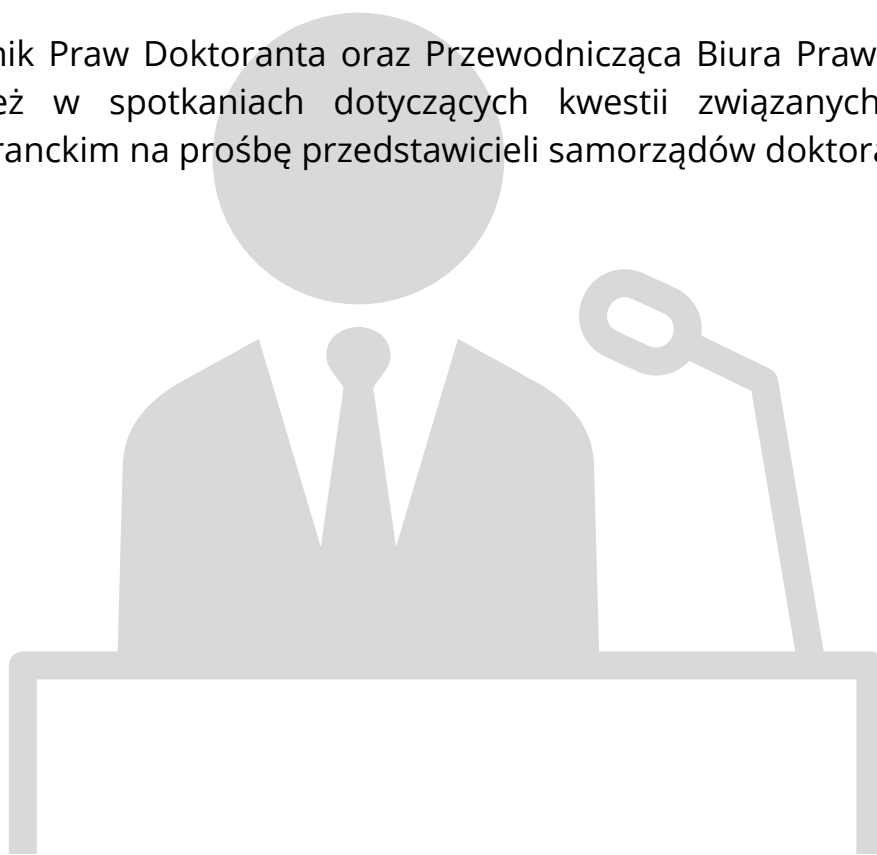 nik Praw Doktoranta oraz Przewodnicząca Biura Praw
eż w spotkaniach dotyczących kwestii związanych
ranckim na prośbę przedstawicieli samorządów doktora